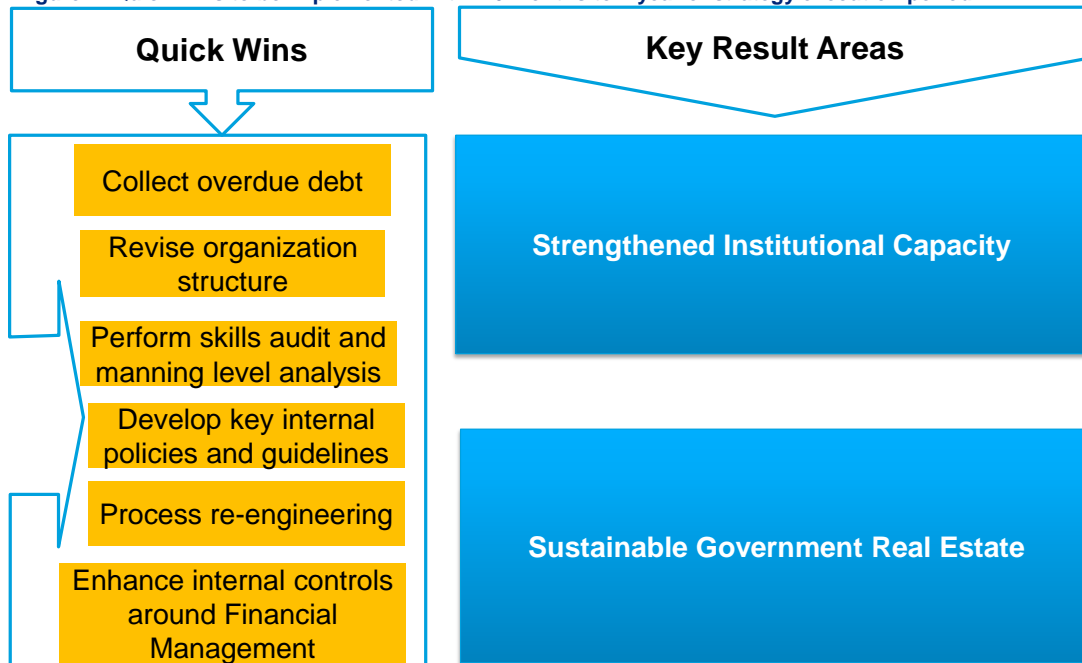 Quick Wins
Key Result Areas
Collect overdue debt
Revise organization
structure
Perform skills audit and
manning level analysis
Develop key internal
policies and guidelines
Process re-engineering
Enhance internal controls
around Financial
Management
Strengthened Institutional Capacity
Sustainable Government Real Estate